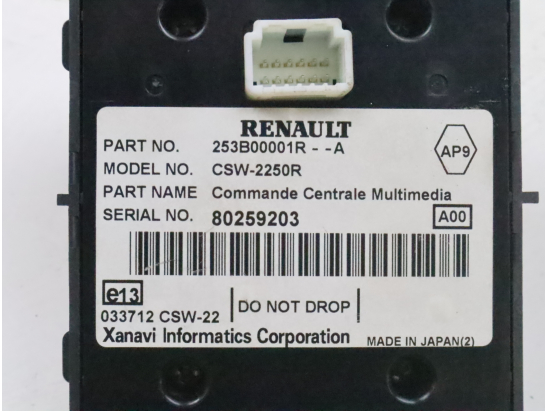 RENAULT
PART NO. 253B00001R - -A
AP9
MODEL NO. CSW-2250R
PART NAME Commande Centrale Multimedia
SERIAL NO. 80259203
A00
e13
033712 CSW-22
DO NOT DROP
Xanavi Informatics Corporation MADE IN JAPAN(2)